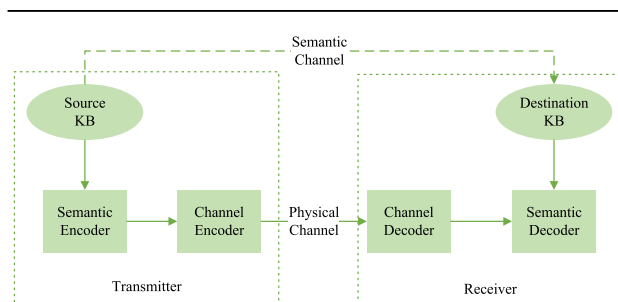 Semantic
Channel
Source
KB
Destination
KB
Semantic
Encoder
Channel
Encoder
Physical
Channel
Channel
Decoder
Semantic
Decoder
Transmitter
Receiver